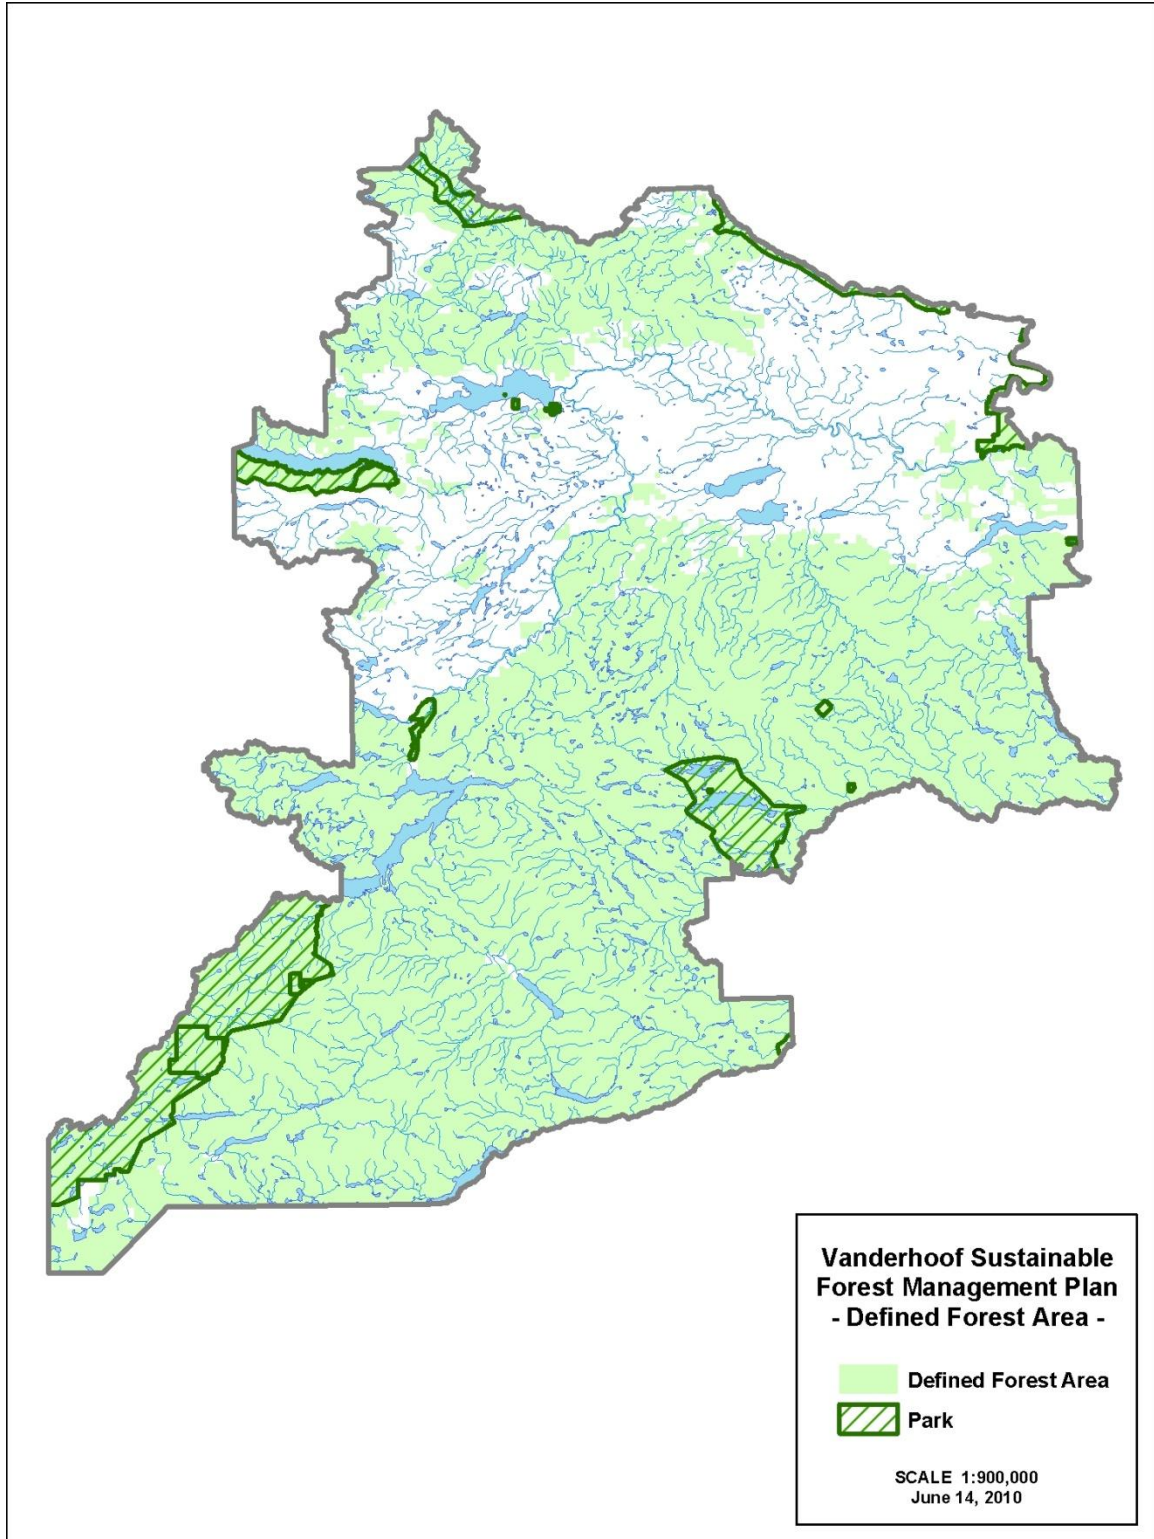 Vanderhoof Sustainable
Forest Management Plan
- Defined Forest Area -
Defined Forest Area
Park
SCALE 1:900,000
June 14, 2010